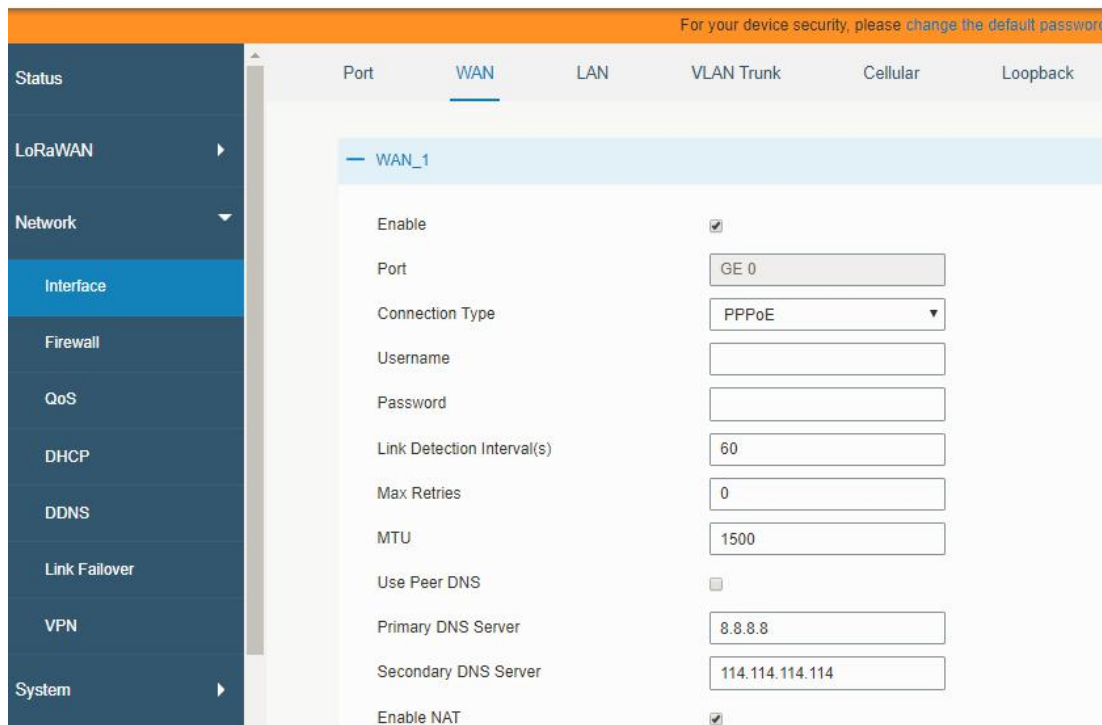 For your device security, please change the default password
Status
LoRaWAN
Network
Interface
Firewall
QoS
DHCP
DDNS
Link Failover
VPN
System
Port WAN LAN VLAN Trunk Cellular Loopback
WAN_1
Enable
Port GE 0
Connection Type PPPoE
Username
Password
Link Detection Interval(s) 60
Max Retries 0
MTU 1500
Use Peer DNS
Primary DNS Server 8.8.8.8
Secondary DNS Server 114.114.114.114
Enable NAT